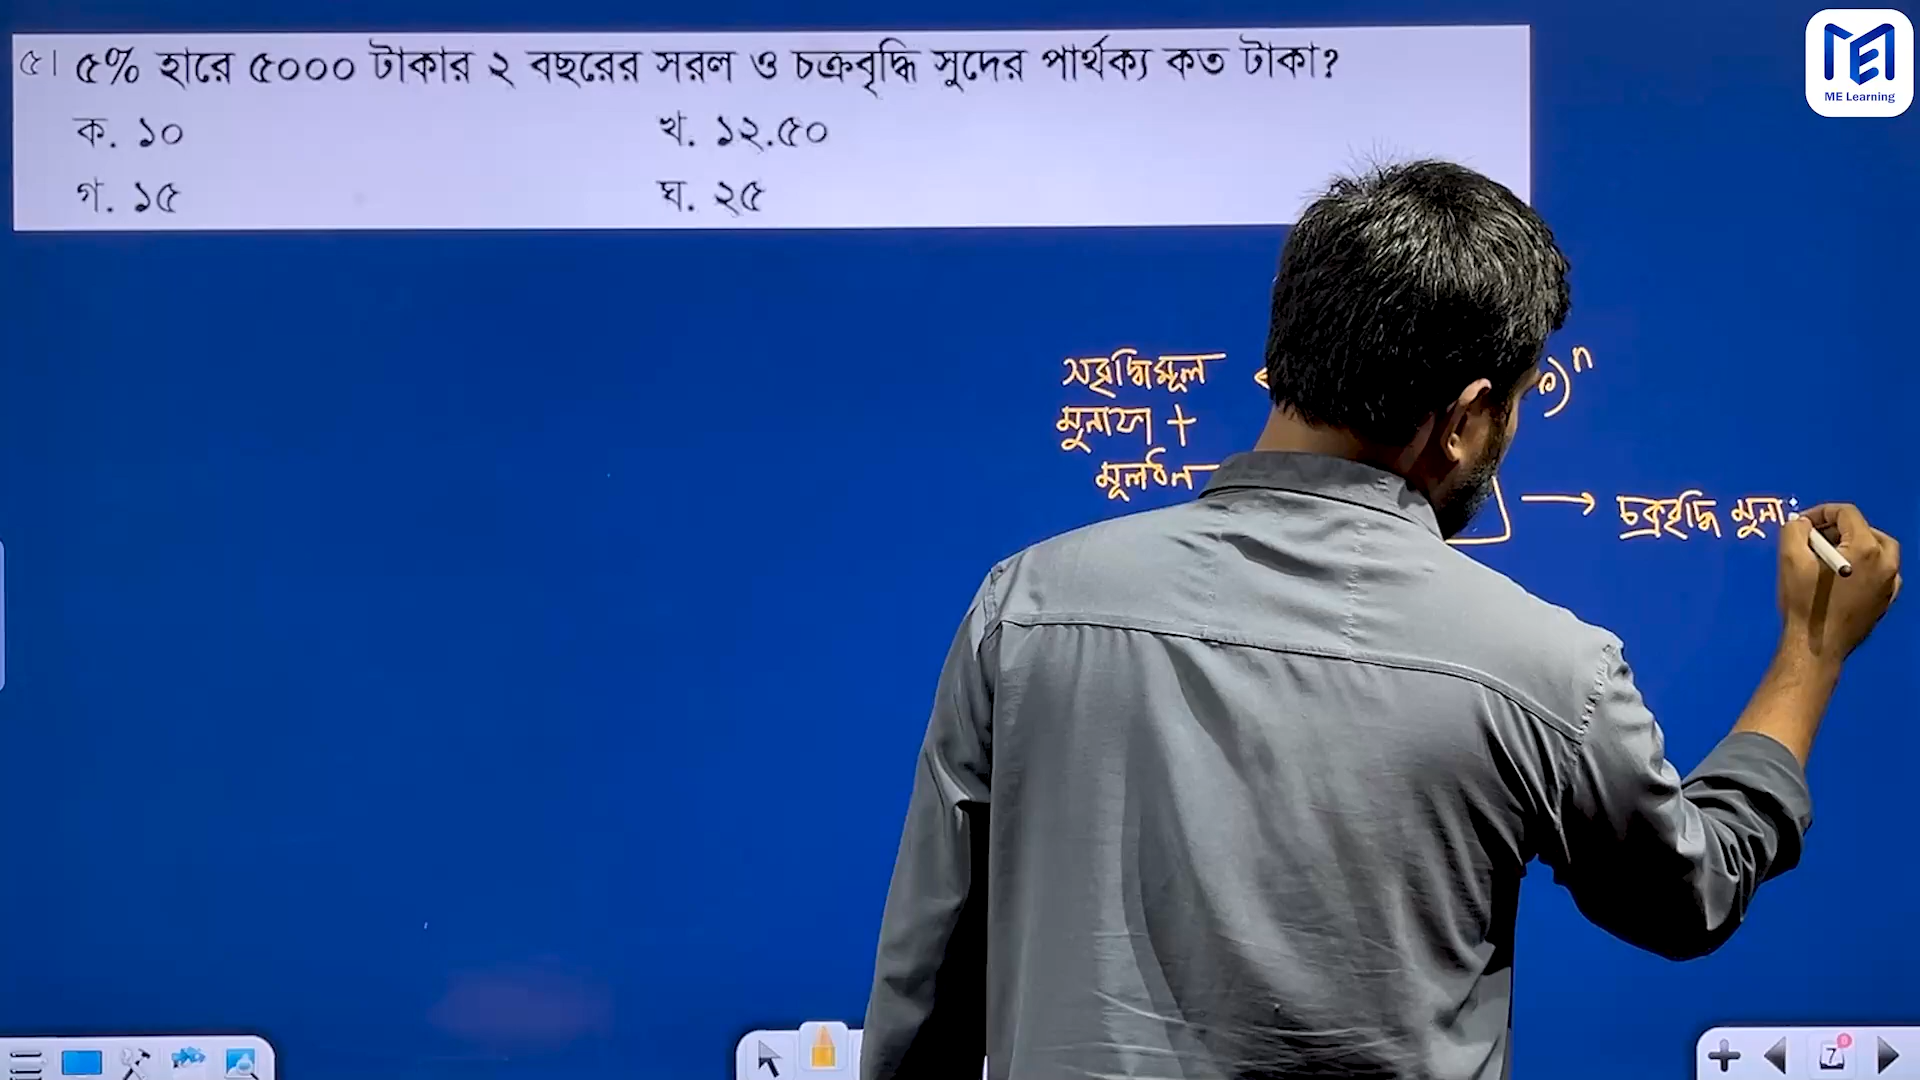 ৫। ৫% হারে ৫০০০ টাকার ২ বছরের সরল ও চক্রবৃদ্ধি সুদের পার্থক্য কত টাকা?
ক. ১০ খ. ১২.৫০
গ. ১৫ ঘ. ২৫
ME Learning
সবৃদ্ধিমূল )ⁿ
মুনাফা +
মূলধন
→ চক্রবৃদ্ধি মুনা
7